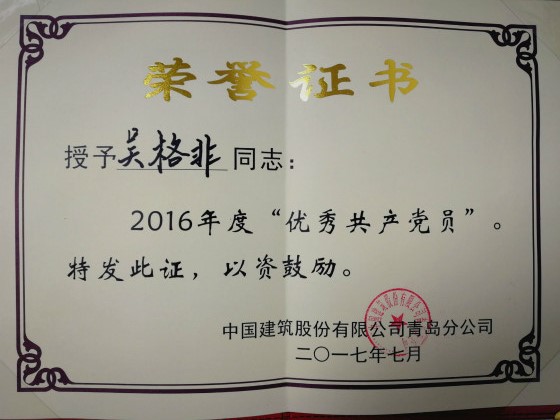 荣誉证书
授予吴格非同志：
2016年度“优秀共产党员”。
特发此证，以资鼓励。
中国建筑股份有限公司青岛分公司
二〇一七年七月